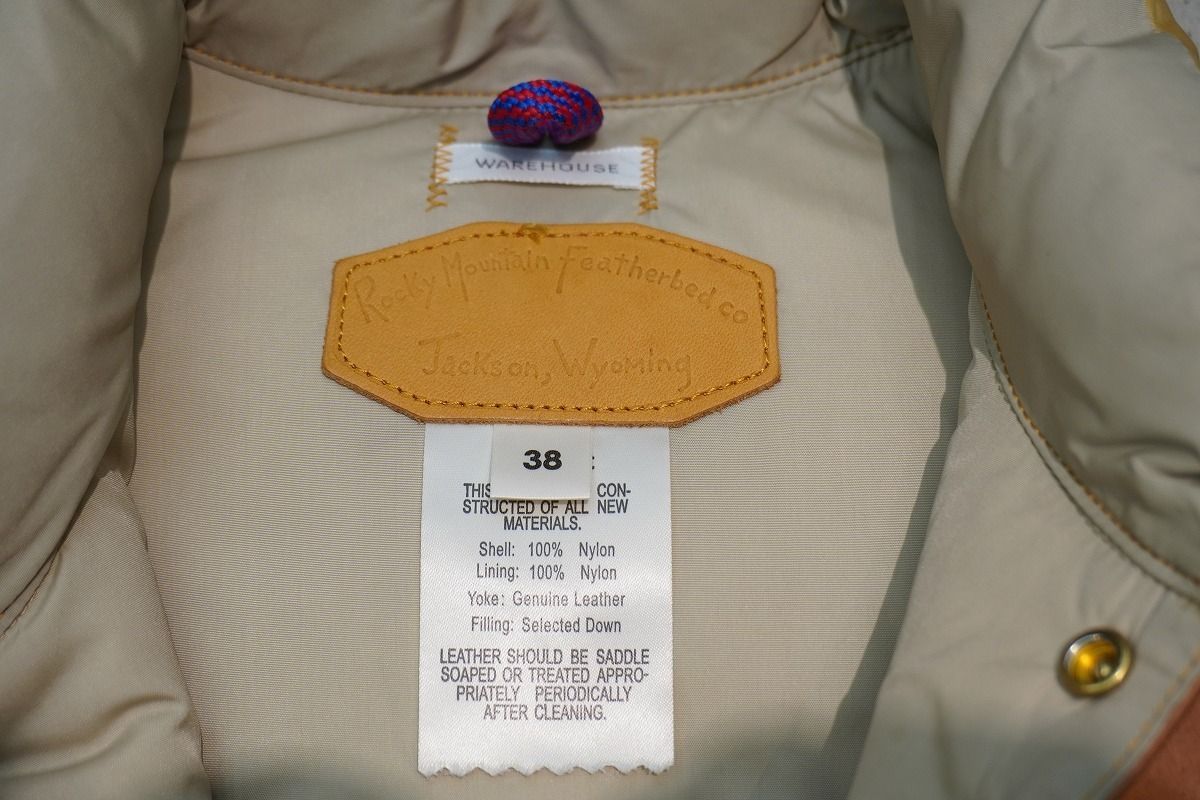 WAREHOUSE
Rocky Mountain Featherbed co
Jackson, Wyoming
38 :
THIS CON-
STRUCTED OF ALL NEW
MATERIALS.
Shell: 100% Nylon
Lining: 100% Nylon
Yoke: Genuine Leather
Filling: Selected Down
LEATHER SHOULD BE SADDLE
SOAPED OR TREATED APPRO-
PRIATELY PERIODICALLY
AFTER CLEANING.